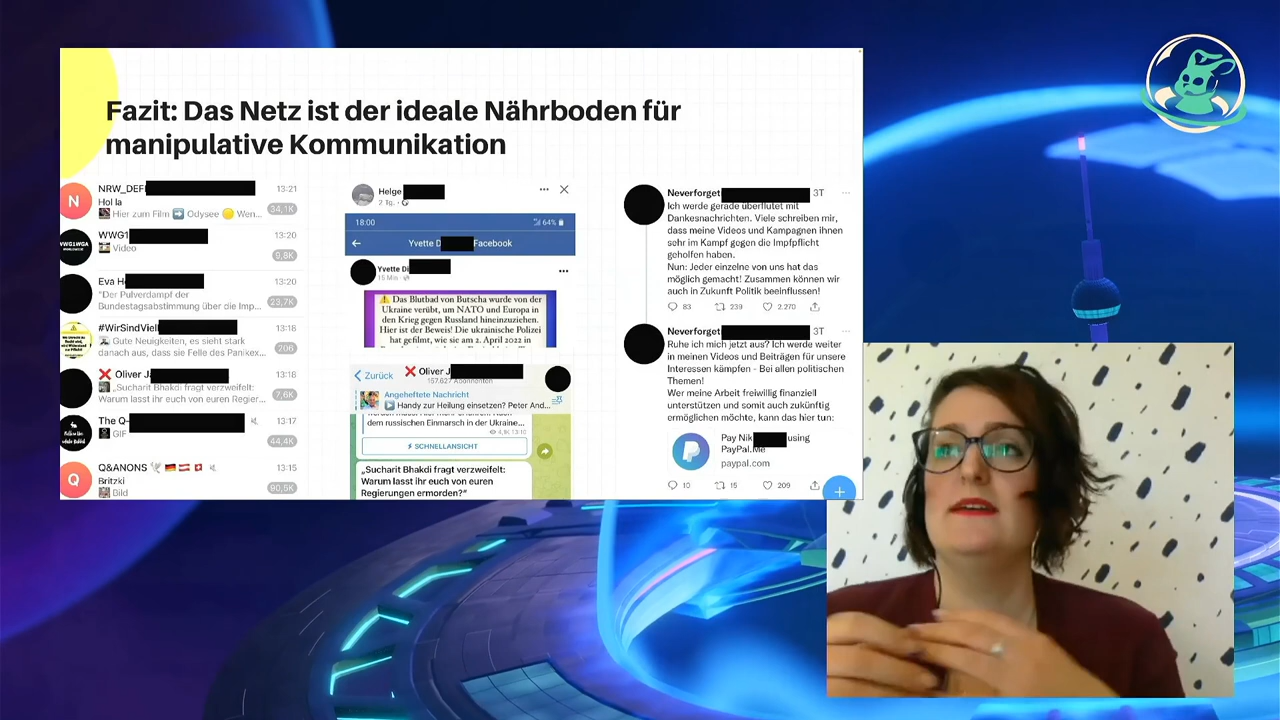 Fazit: Das Netz ist der ideale Nährboden für
manipulative Kommunikation
NRW_DEF
13:21
Hol la
Hier zum Film ➡️ Odysee 🟡 Wen...
34,1K
WWG1
13:20
Video
9,8K
WWG1WGA
Eva H
13:20
"Der Pulverdampf der
Bundestagsabstimmung über die Imp...
23,7K
#WirSindViel
13:18
Gute Neuigkeiten, es sieht stark
danach aus, dass sie Felle des Panikex...
206
❌ Oliver J
13:18
„Sucharit Bhakdi fragt verzweifelt:
Warum lasst ihr euch von euren Regier...
7,6K
The Q-
13:17
GIF
44,4K
Q&ANONS
13:15
Britzki
Bild
90,5K
N
Q
Helge
2 Tg.
18:00
64%
Yvette D Facebook
Yvette Di
15 Min
⚠️ Das Blutbad von Butscha wurde von der
Ukraine verübt, um NATO und Europa in
den Krieg gegen Russland hineinzuziehen.
Hier ist der Beweis! Die ukrainische Polizei
hat gefilmt, wie sie am 2. April 2022 in
Zurück
❌ Oliver J
157.627 Abonnenten
Angeheftete Nachricht
Handy zur Heilung einsetzen? Peter And...
dem russischen Einmarsch in der Ukraine...
4,9K 13:10
SCHNELLANSICHT
„Sucharit Bhakdi fragt verzweifelt:
Warum lasst ihr euch von euren
Regierungen ermorden?"
Neverforget 3T
Ich werde gerade überflutet mit
Dankesnachrichten. Viele schreiben mir,
dass meine Videos und Kampagnen ihnen
sehr im Kampf gegen die Impfpflicht
geholfen haben.
Nun: Jeder einzelne von uns hat das
möglich gemacht! Zusammen können wir
auch in Zukunft Politik beeinflussen!
83 239 2.270
Neverforget 3T
Ruhe ich mich jetzt aus? Ich werde weiter
in meinen Videos und Beiträgen für unsere
Interessen kämpfen - Bei allen politischen
Themen!
Wer meine Arbeit freiwillig finanziell
unterstützen und somit auch zukünftig
ermöglichen möchte, kann das hier tun:
Pay Nik using
PayPal.Me
paypal.com
10 15 209